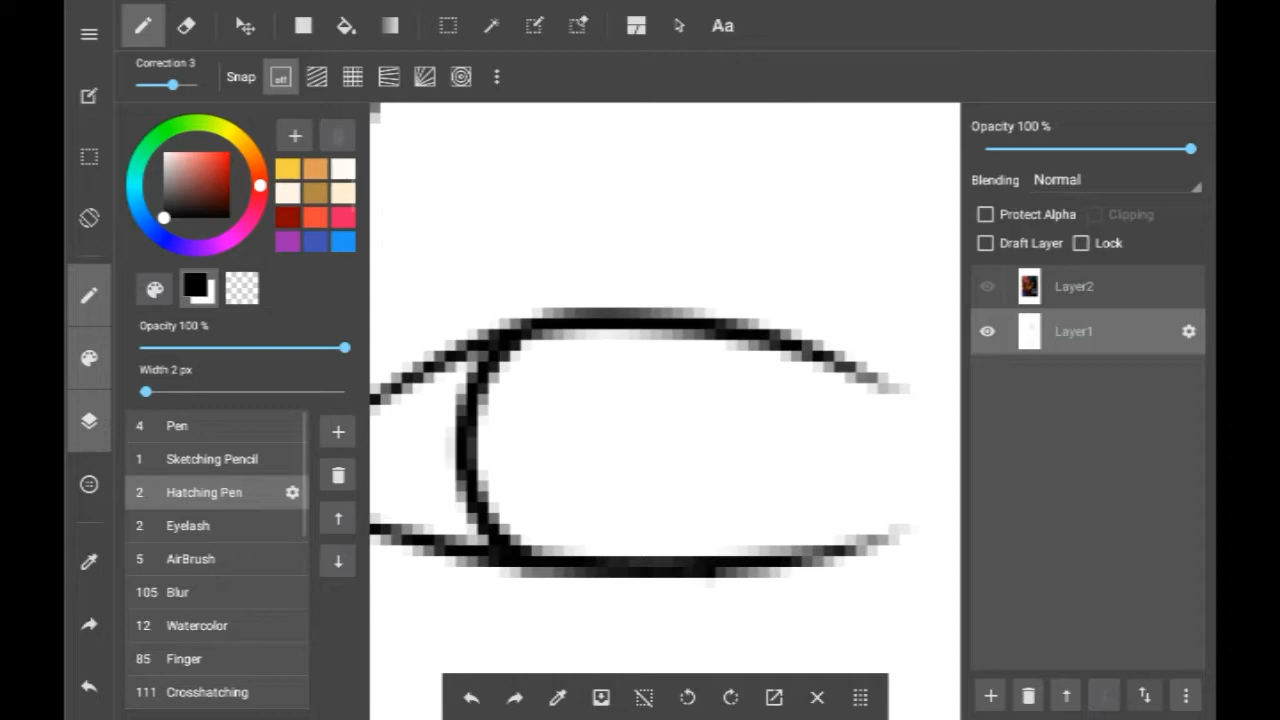 Aa
Correction 3
Snap
off
Opacity 100 %
Blending Normal
Protect Alpha Clipping
Draft Layer Lock
Layer2
Layer1
Opacity 100 %
Width 2 px
4 Pen
1 Sketching Pencil
2 Hatching Pen
2 Eyelash
5 AirBrush
105 Blur
12 Watercolor
85 Finger
111 Crosshatching